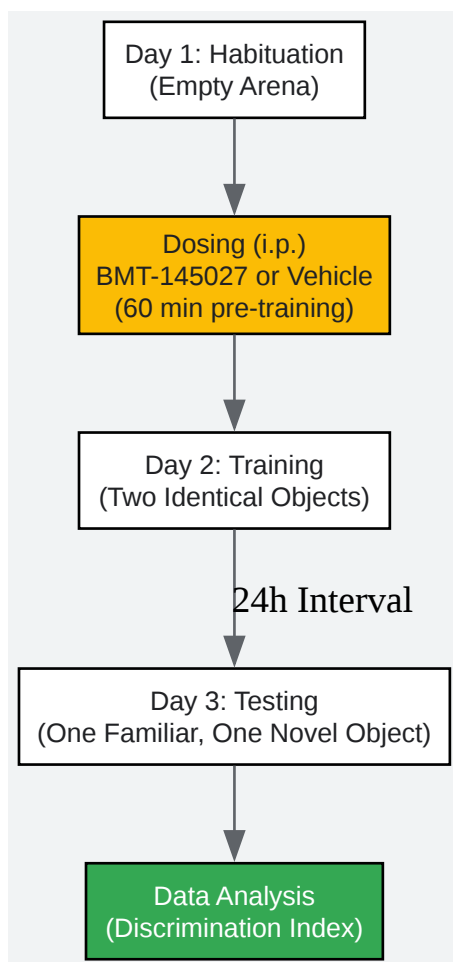 Day 1: Habituation
(Empty Arena)
Dosing (i.p.)
BMT-145027 or Vehicle
(60 min pre-training)
Day 2: Training
(Two Identical Objects)
24h Interval
Day 3: Testing
(One Familiar, One Novel Object)
Data Analysis
(Discrimination Index)